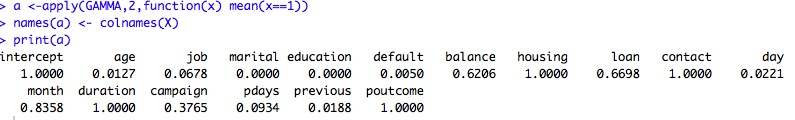 > a <-apply(GAMMA,2,function(x) mean(x==1))
> names(a) <- colnames(X)
> print(a)
intercept age job marital education default balance housing loan contact day
1.0000 0.0127 0.0678 0.0000 0.0000 0.0050 0.6206 1.0000 0.6698 1.0000 0.0221
month duration campaign pdays previous poutcome
0.8358 1.0000 0.3765 0.0934 0.0188 1.0000